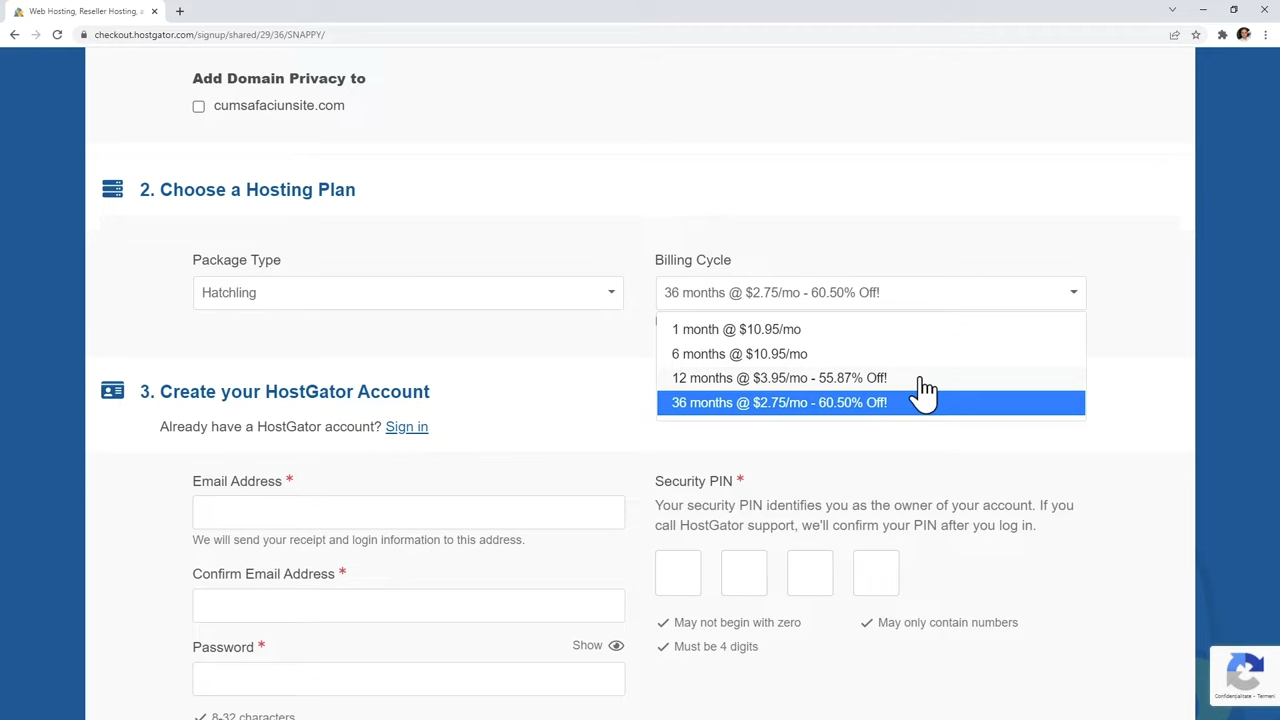 Web Hosting, Reseller Hosting, a
checkout.hostgator.com/signup/shared/29/36/SNAPPY/
Add Domain Privacy to
cumsafaciunsite.com
2. Choose a Hosting Plan
Package Type
Hatchling
Billing Cycle
36 months @ $2.75/mo - 60.50% Off!
1 month @ $10.95/mo
6 months @ $10.95/mo
12 months @ $3.95/mo - 55.87% Off!
36 months @ $2.75/mo - 60.50% Off!
3. Create your HostGator Account
Already have a HostGator account? Sign in
Email Address *
We will send your receipt and login information to this address.
Confirm Email Address *
Password *
Show
8-32 characters
Security PIN *
Your security PIN identifies you as the owner of your account. If you
call HostGator support, we'll confirm your PIN after you log in.
May not begin with zero
May only contain numbers
Must be 4 digits
Confidențialitate - Termeni